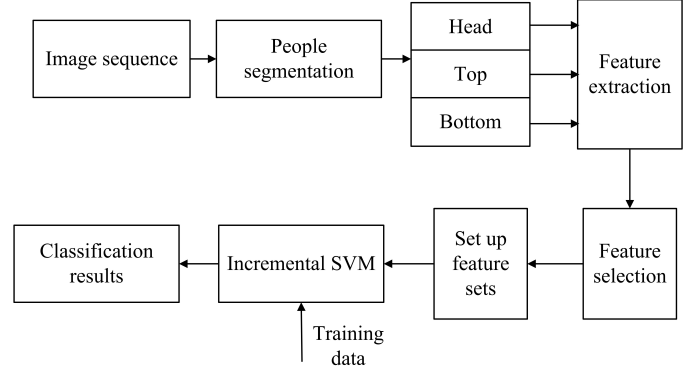 Image sequence
People
segmentation
Head
Top
Bottom
Feature
extraction
Classification
results
Incremental SVM
Set up
feature
sets
Feature
selection
Training
data